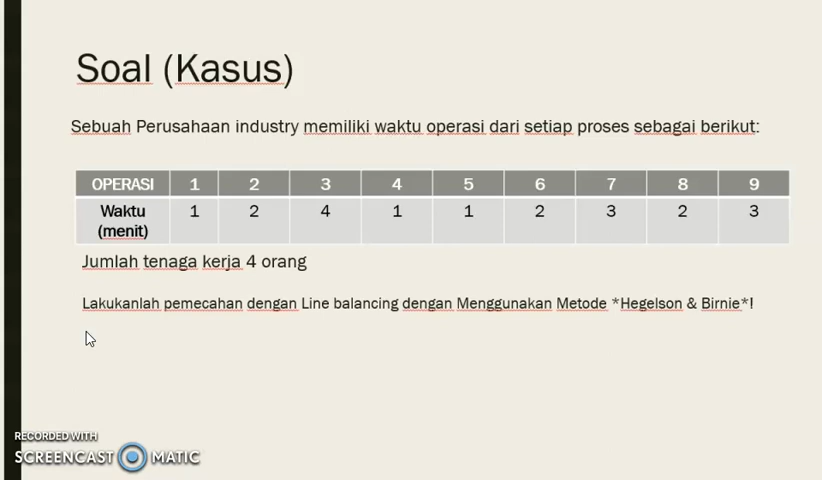 Soal (Kasus)
Sebuah Perusahaan industry memiliki waktu operasi dari setiap proses sebagai berikut:
OPERASI 1 2 3 4 5 6 7 8 9
Waktu 1 2 4 1 1 2 3 2 3
(menit)
Jumlah tenaga kerja 4 orang
Lakukanlah pemecahan dengan Line balancing dengan Menggunakan Metode *Hegelson & Birnie*!
RECORDED WITH
SCREENCAST MATIC